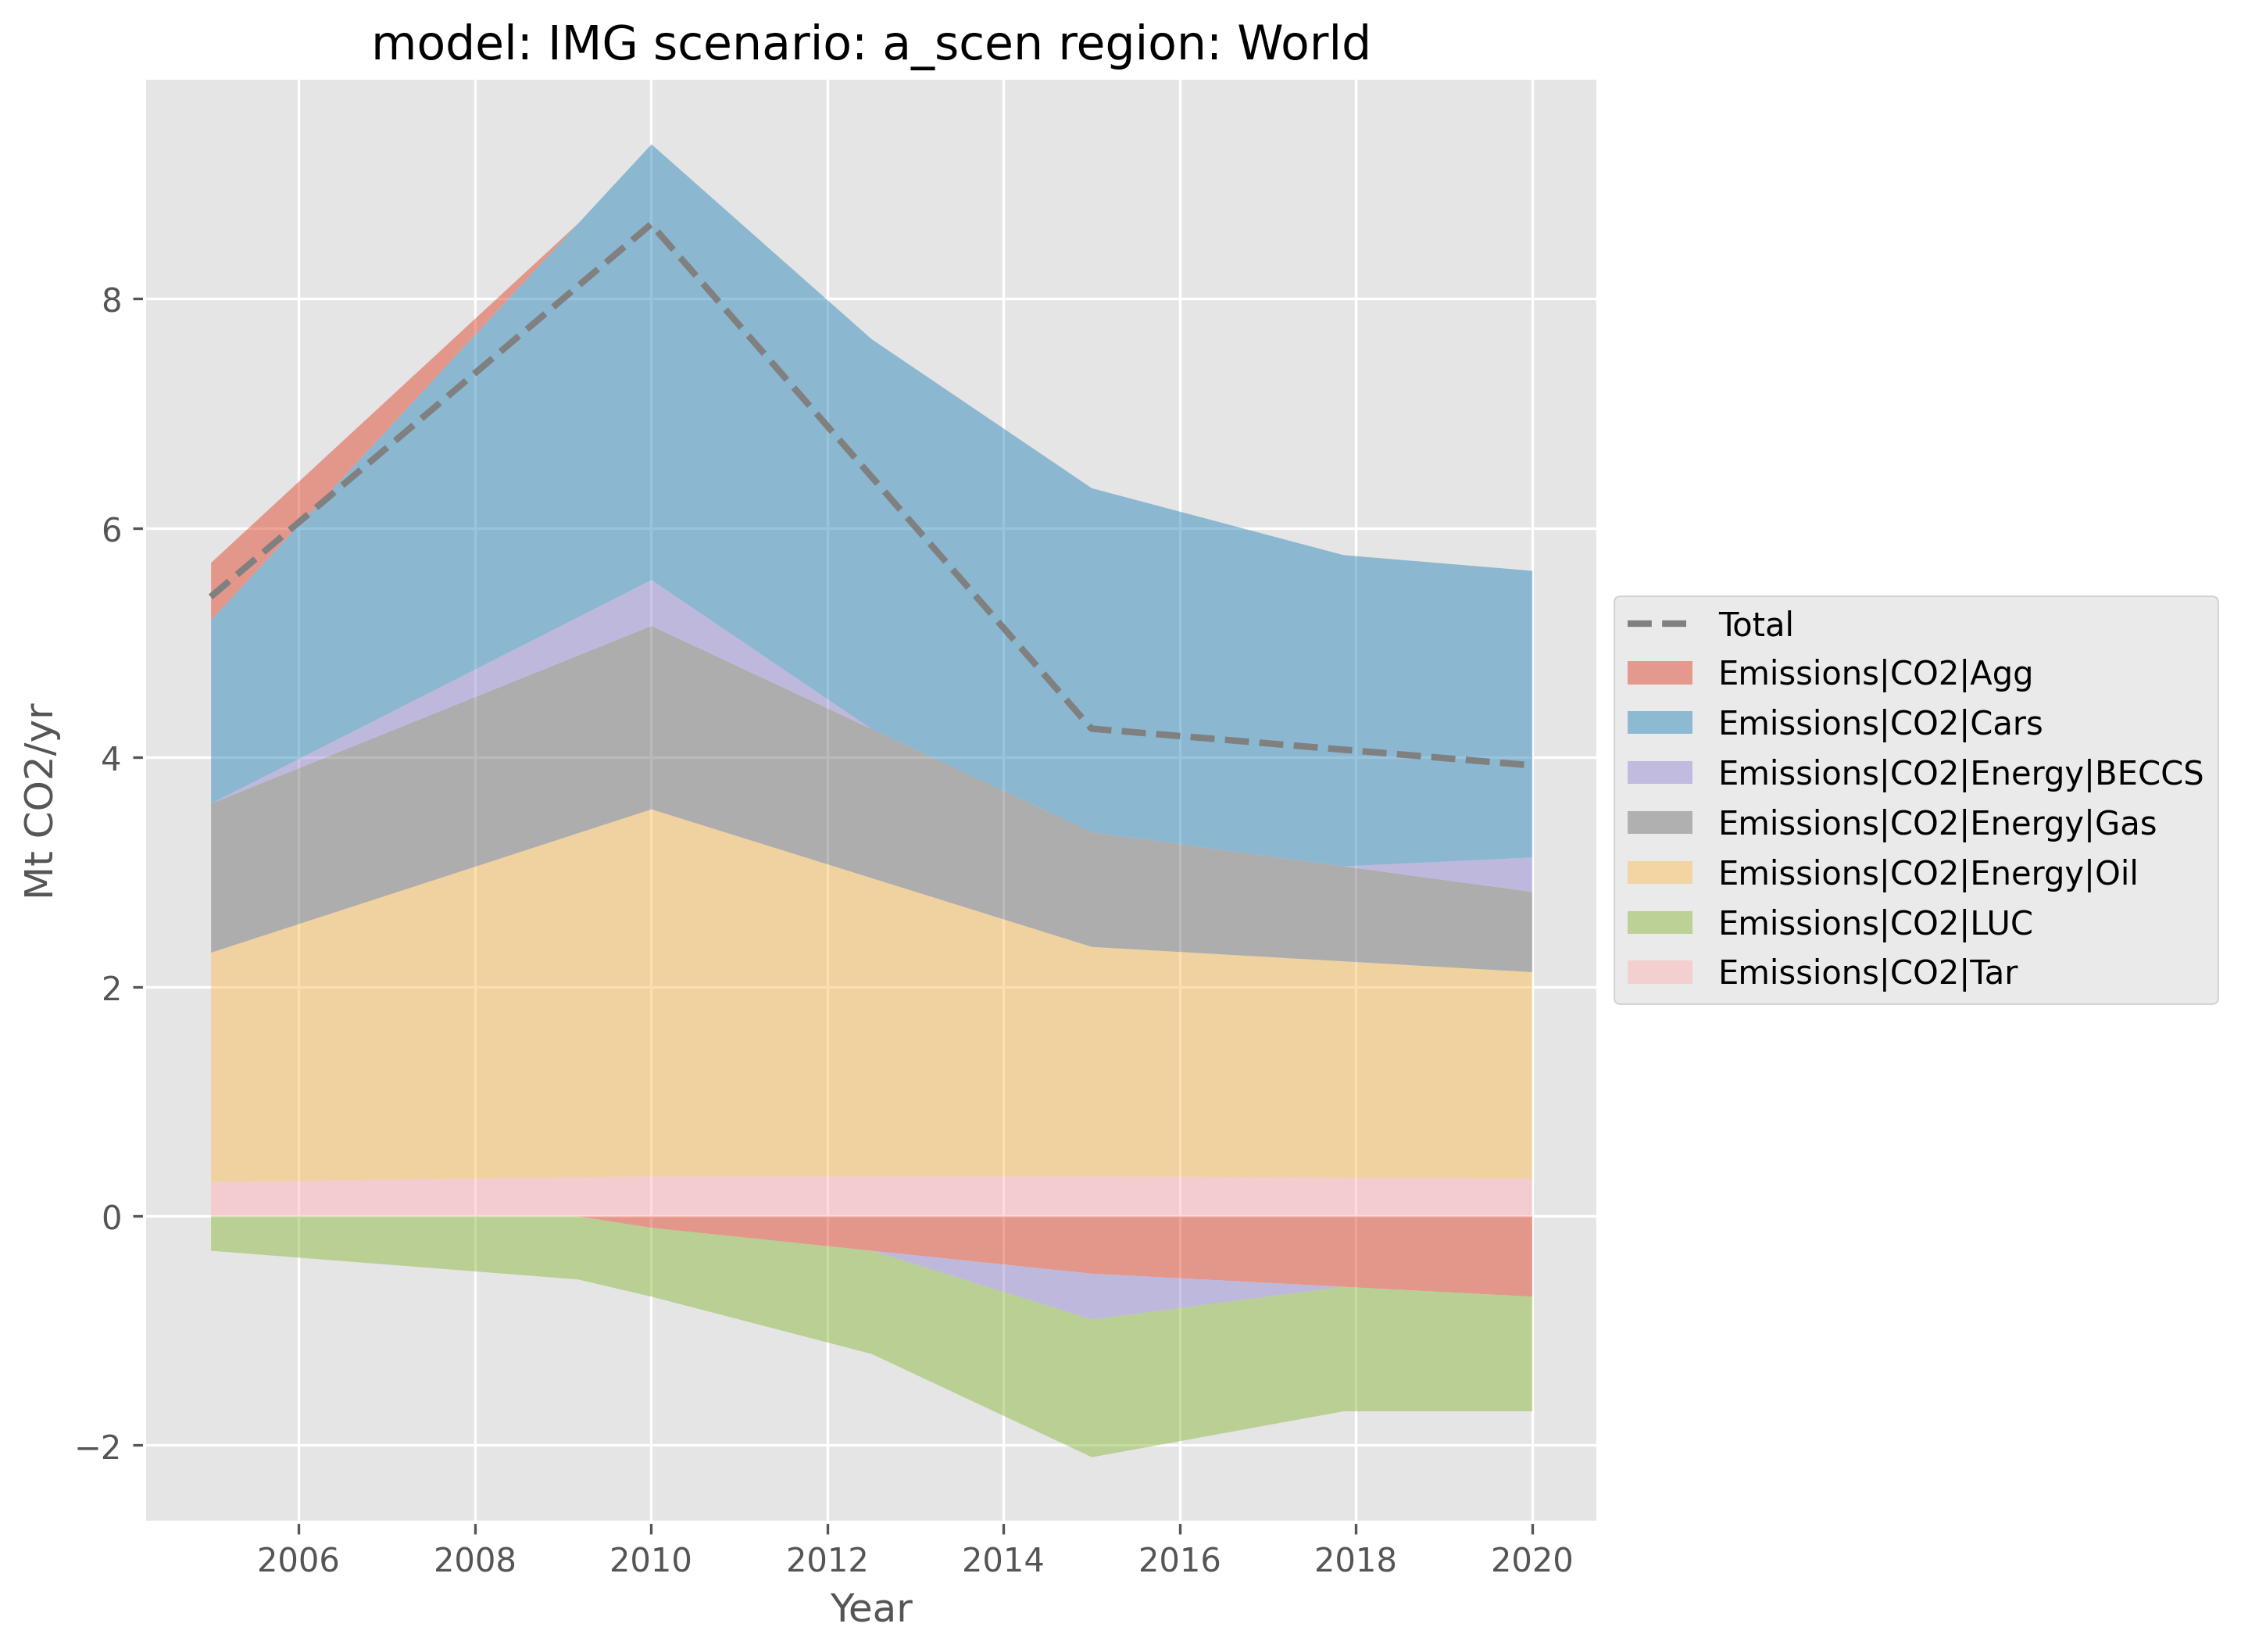 model: IMG scenario: a_scen region: World
Mt CO2/yr
8
6
4
2
0
−2
2006 2008 2010 2012 2014 2016 2018 2020
Year
Total
Emissions|CO2|Agg
Emissions|CO2|Cars
Emissions|CO2|Energy|BECCS
Emissions|CO2|Energy|Gas
Emissions|CO2|Energy|Oil
Emissions|CO2|LUC
Emissions|CO2|Tar